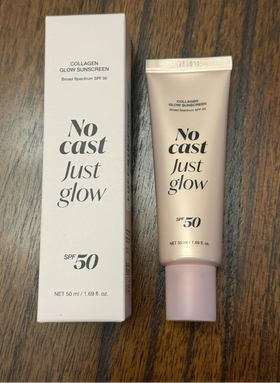 COLLAGEN
GLOW SUNSCREEN
Broad Spectrum SPF 50
No
cast
Just
glow
SPF 50
NET 50 ml / 1.69 fl. oz.
COLLAGEN
GLOW SUNSCREEN
Broad Spectrum SPF 50
No
cast
Just
glow
SPF 50
NET 50 ml / 1.69 fl. oz.